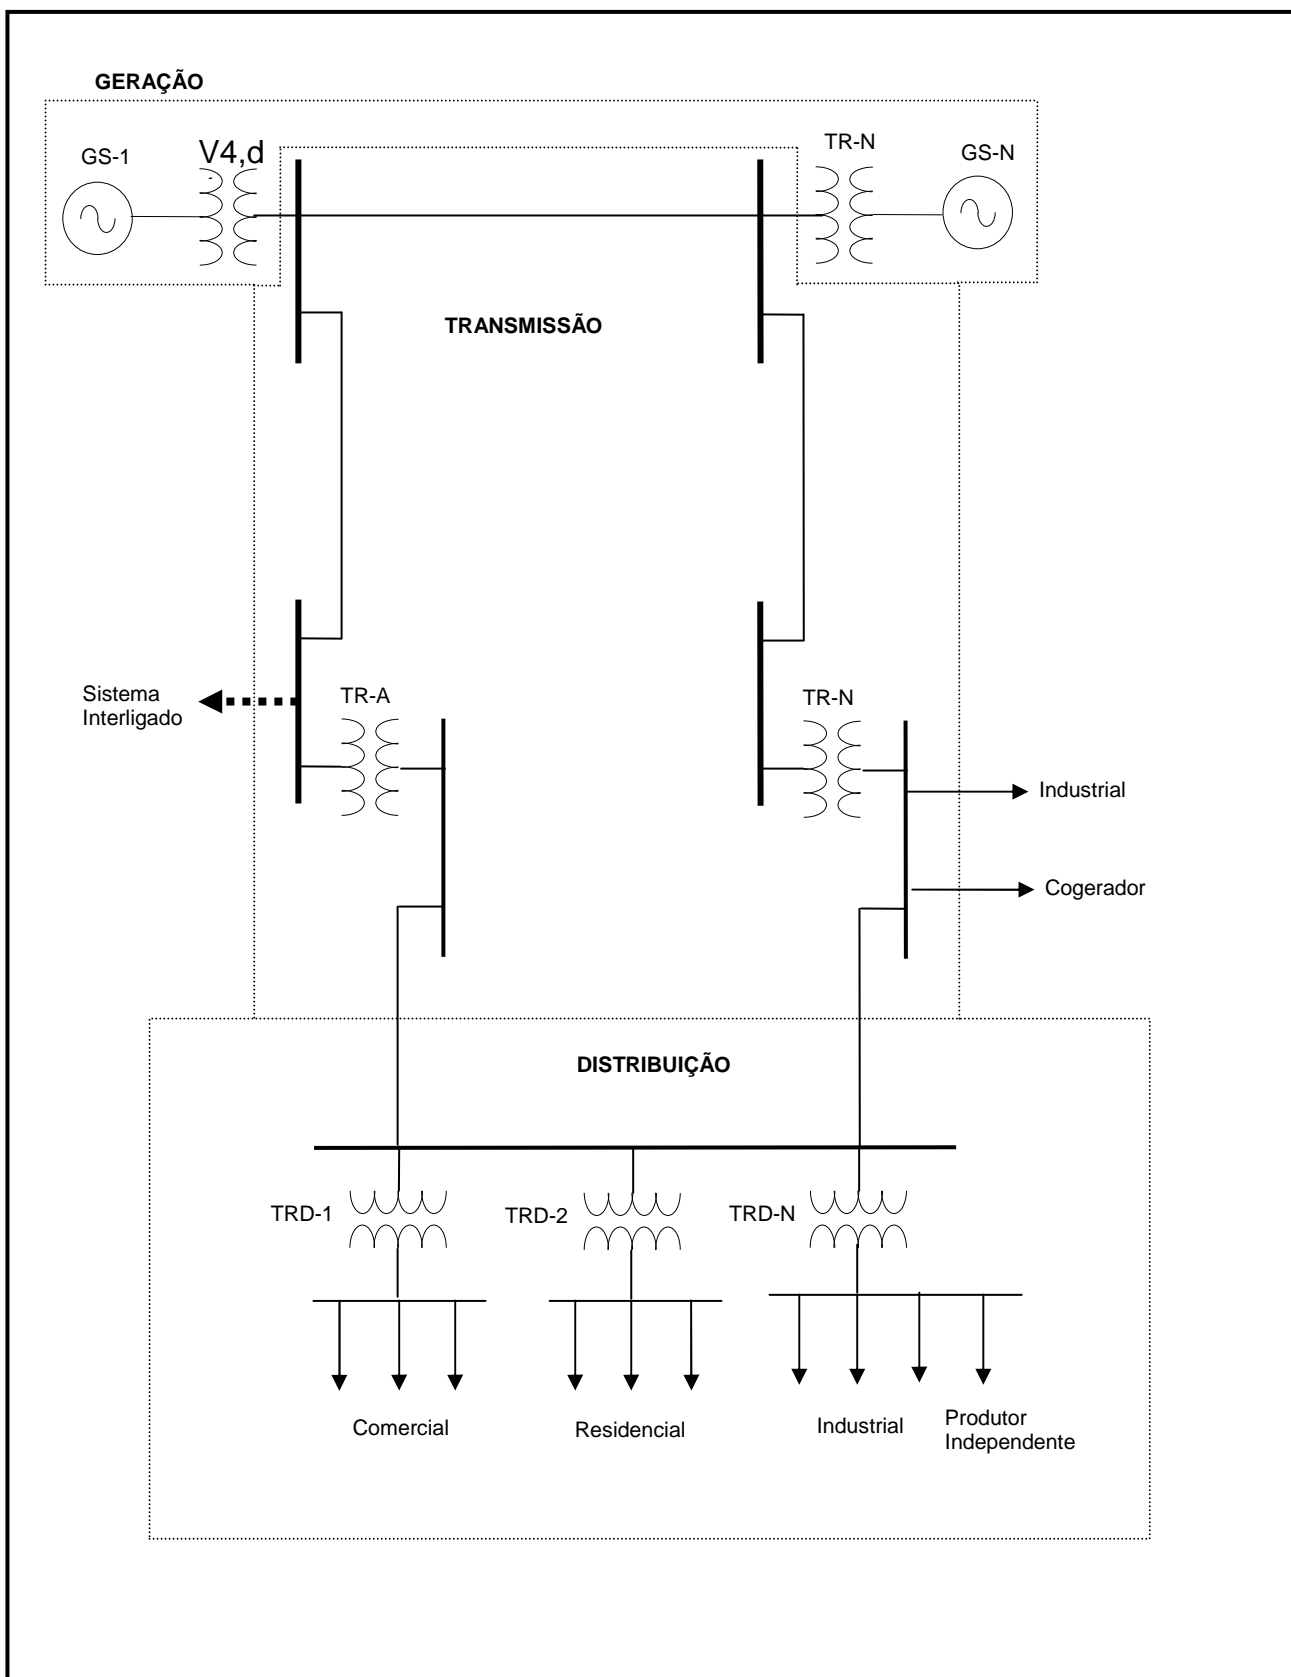 GERAÇÃO
GS-1
V4,d
TR-N
GS-N
TRANSMISSÃO
Sistema
Interligado
TR-A
TR-N
Industrial
Cogerador
DISTRIBUIÇÃO
TRD-1
TRD-2
TRD-N
Comercial
Residencial
Industrial
Produtor
Independente